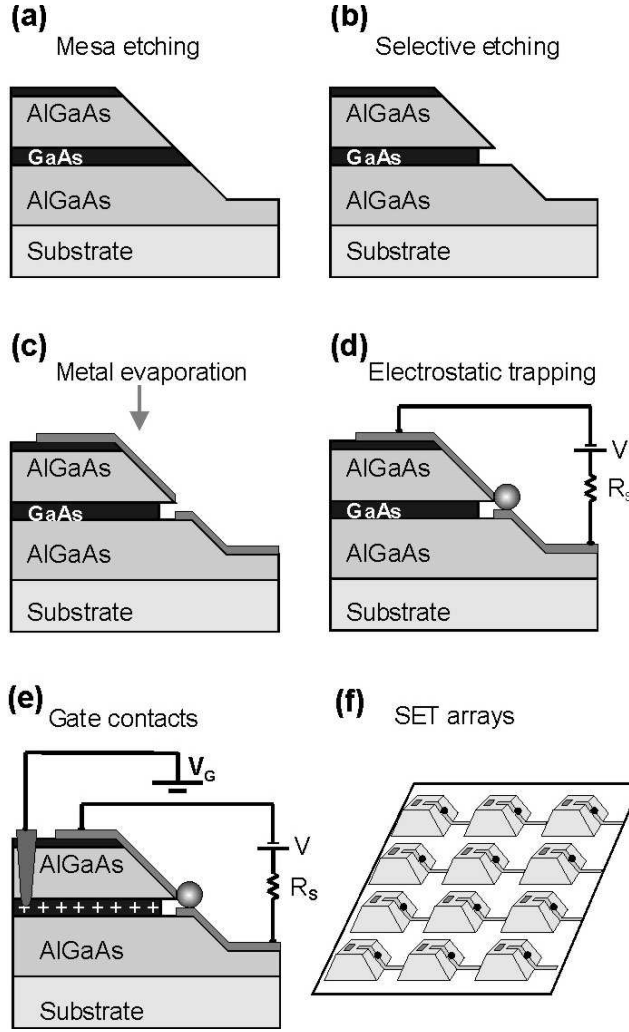 (a)
Mesa etching
AlGaAs
GaAs
AlGaAs
Substrate
(b)
Selective etching
AlGaAs
GaAs
AlGaAs
Substrate
(c)
Metal evaporation
AlGaAs
GaAs
AlGaAs
Substrate
(d)
Electrostatic trapping
AlGaAs
GaAs
AlGaAs
Substrate
V
Rs
(e)
Gate contacts
VG
AlGaAs
+ + + + + + + +
AlGaAs
Substrate
V
RS
(f)
SET arrays